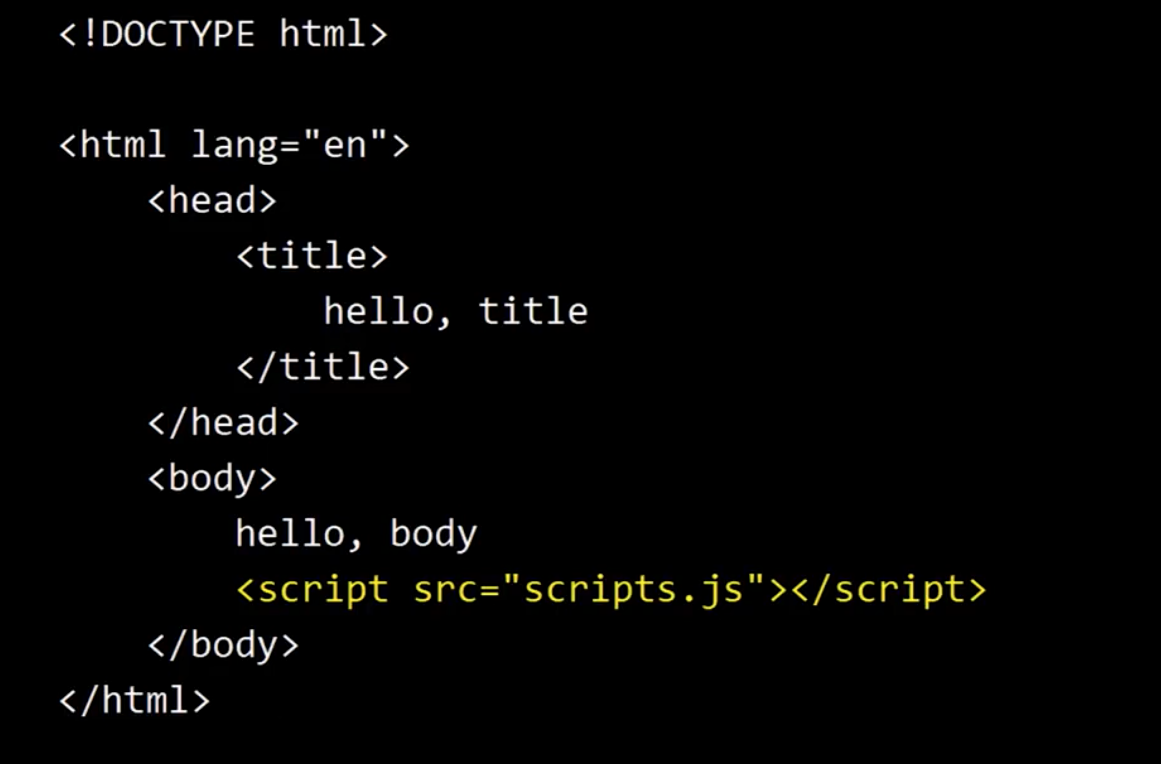 <!DOCTYPE html>
<html lang="en">
<head>
<title>
hello, title
</title>
</head>
<body>
hello, body
<script src="scripts.js"></script>
</body>
</html>